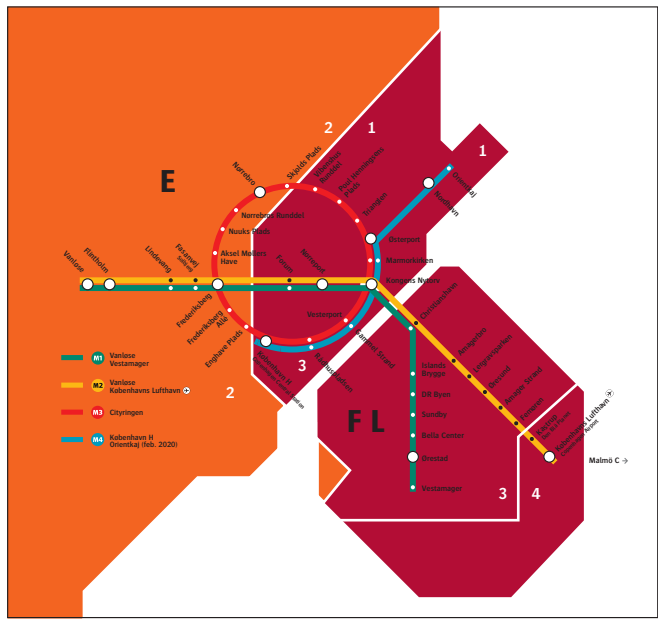 2
1
1
E
Skjolds Plads
Vibenshus
Runddel
Poul Henningsens
Plads
Nørrebro
Trianglen
Orientkaj
Nordhavn
Nørrebros Runddel
Nuuks Plads
Østerport
Aksel Møllers
Have
Marmorkirken
Vanløse
Flintholm
Lindevang
Fasanvej
Forum
Nørreport
Kongens Nytorv
Frederiksberg
Frederiksberg
Allé
Enghave Plads
Vesterport
Christianshavn
København H
Rådhuspladsen
Gammel Strand
3
2
Amagerbro
Lergravsparken
Øresund
Amager Strand
Femøren
Kastrup
Københavns Lufthavn
Copenhagen Airport
Islands
Brygge
DR Byen
Sundby
Bella Center
Ørestad
Vestamager
F L
3
4
Malmö C →
M1 Vanløse
Vestamager
M2 Vanløse
Københavns Lufthavn
M3 Cityringen
M4 København H
Orientkaj (feb. 2020)